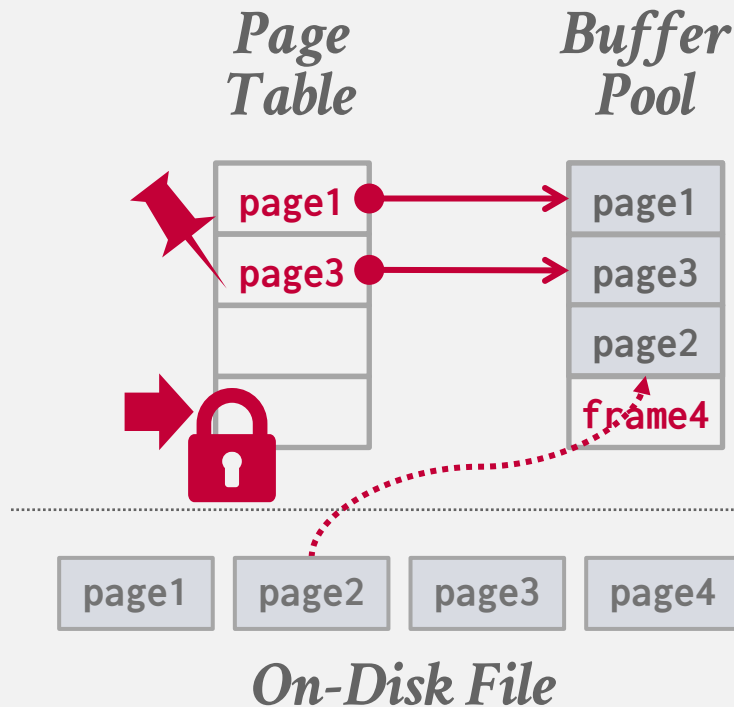 Page
Table
Buffer
Pool
page1
page3
page1
page3
page2
frame4
page1
page2
page3
page4
On-Disk File